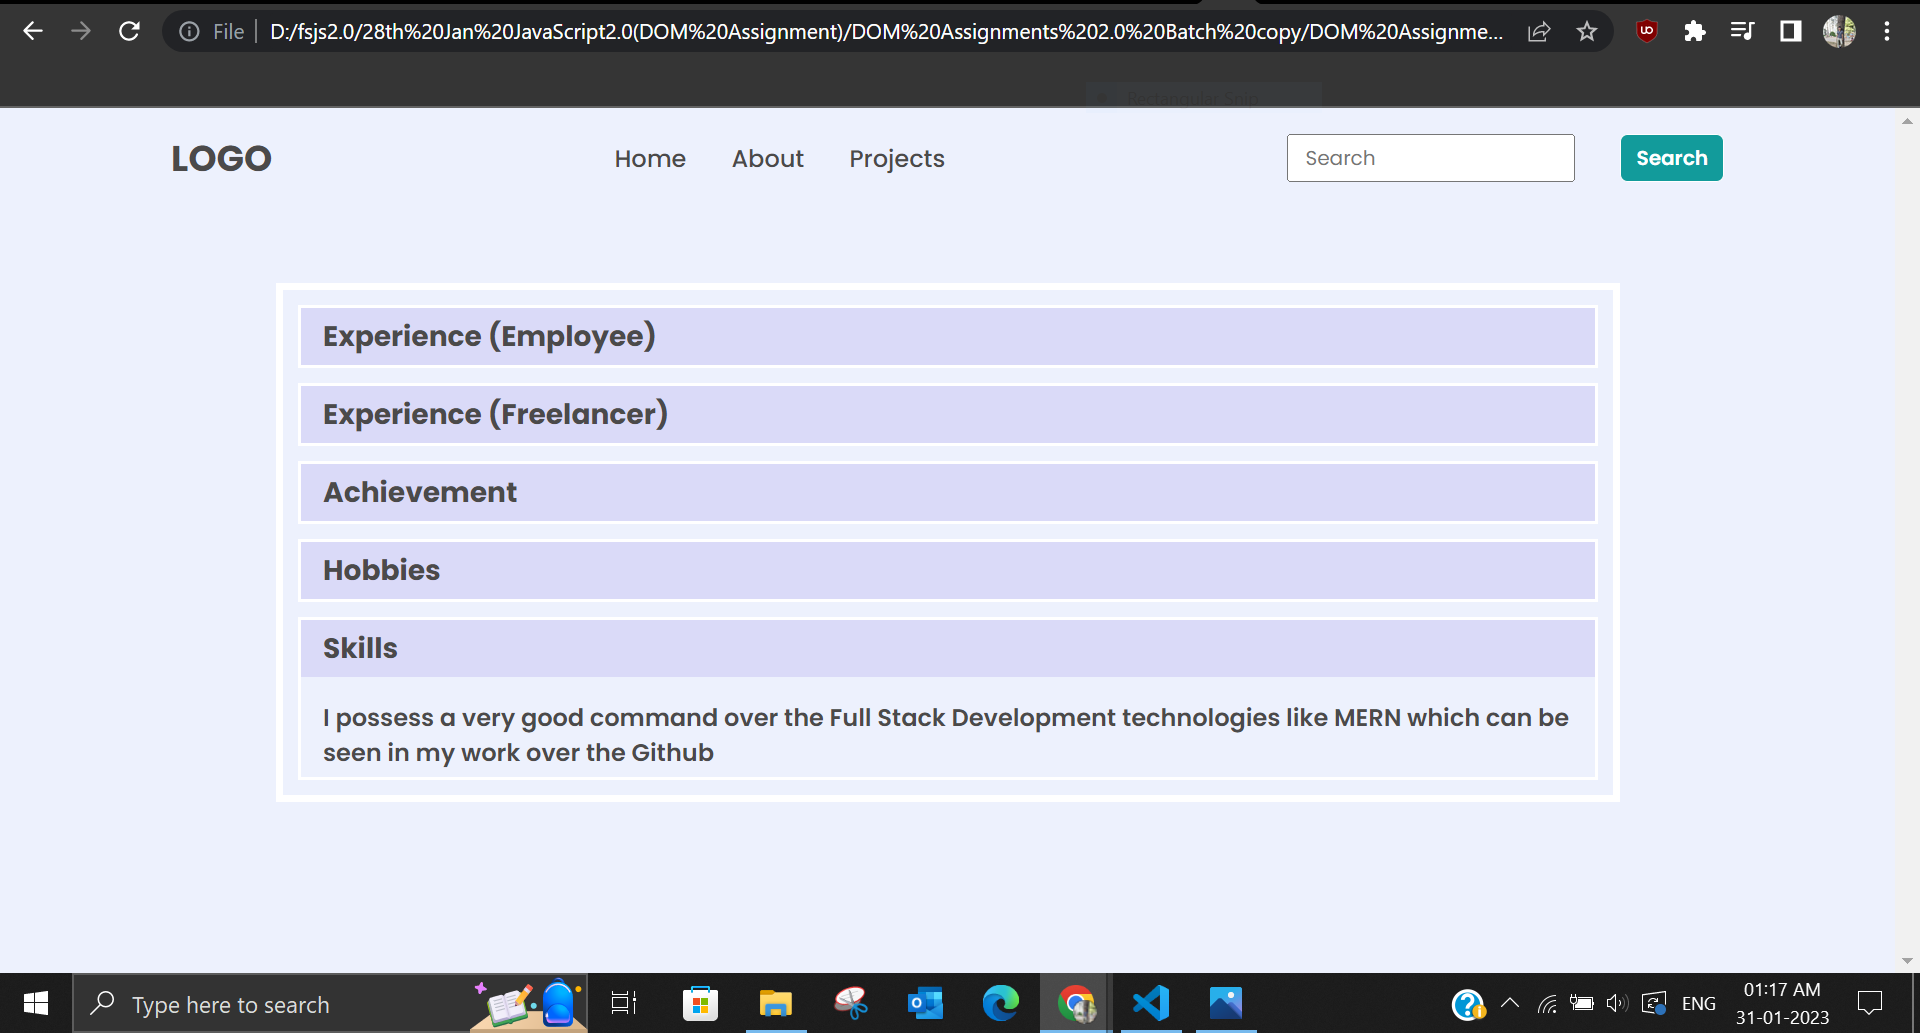 File
D:/fsjs2.0/28th%20Jan%20JavaScript2.0(DOM%20Assignment)/DOM%20Assignments%202.0%20Batch%20copy/DOM%20Assignme...
Rectangular Snip
LOGO
Home
About
Projects
Search
Search
Experience (Employee)
Experience (Freelancer)
Achievement
Hobbies
Skills
I possess a very good command over the Full Stack Development technologies like MERN which can be
seen in my work over the Github
Type here to search
ENG
01:17 AM
31-01-2023